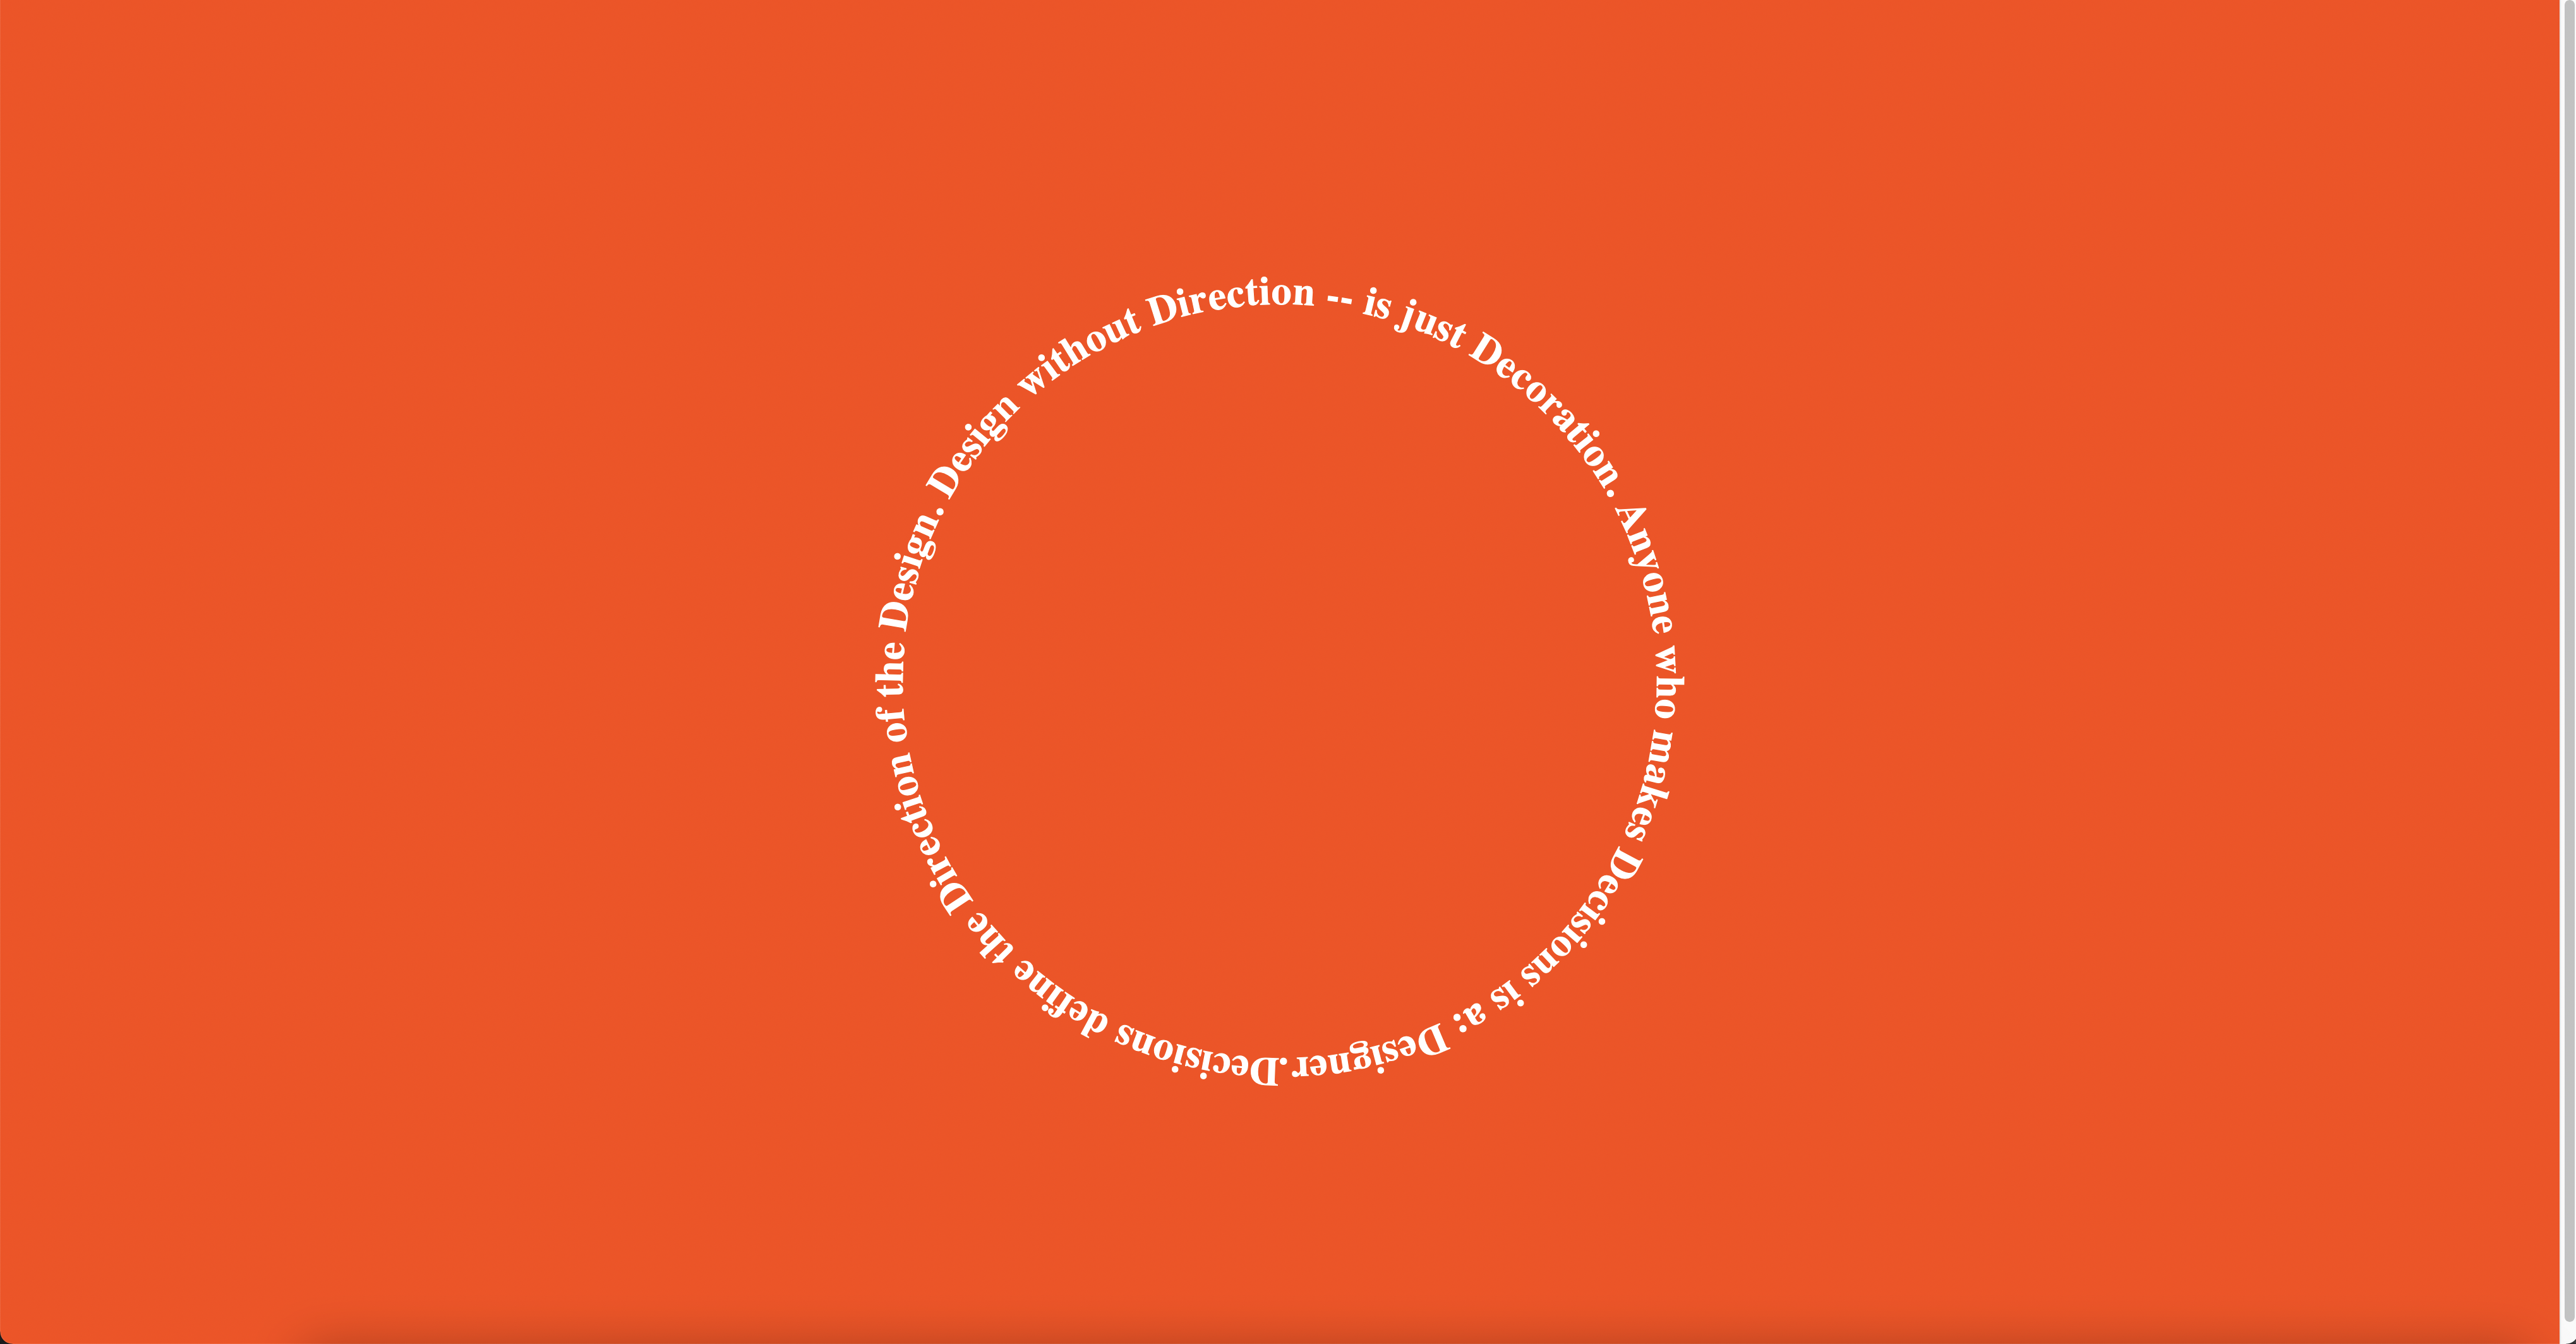 Decisions define the Direction of the Design. Design without Direction -- is just Decoration. Anyone who makes Decisions is a: Designer.